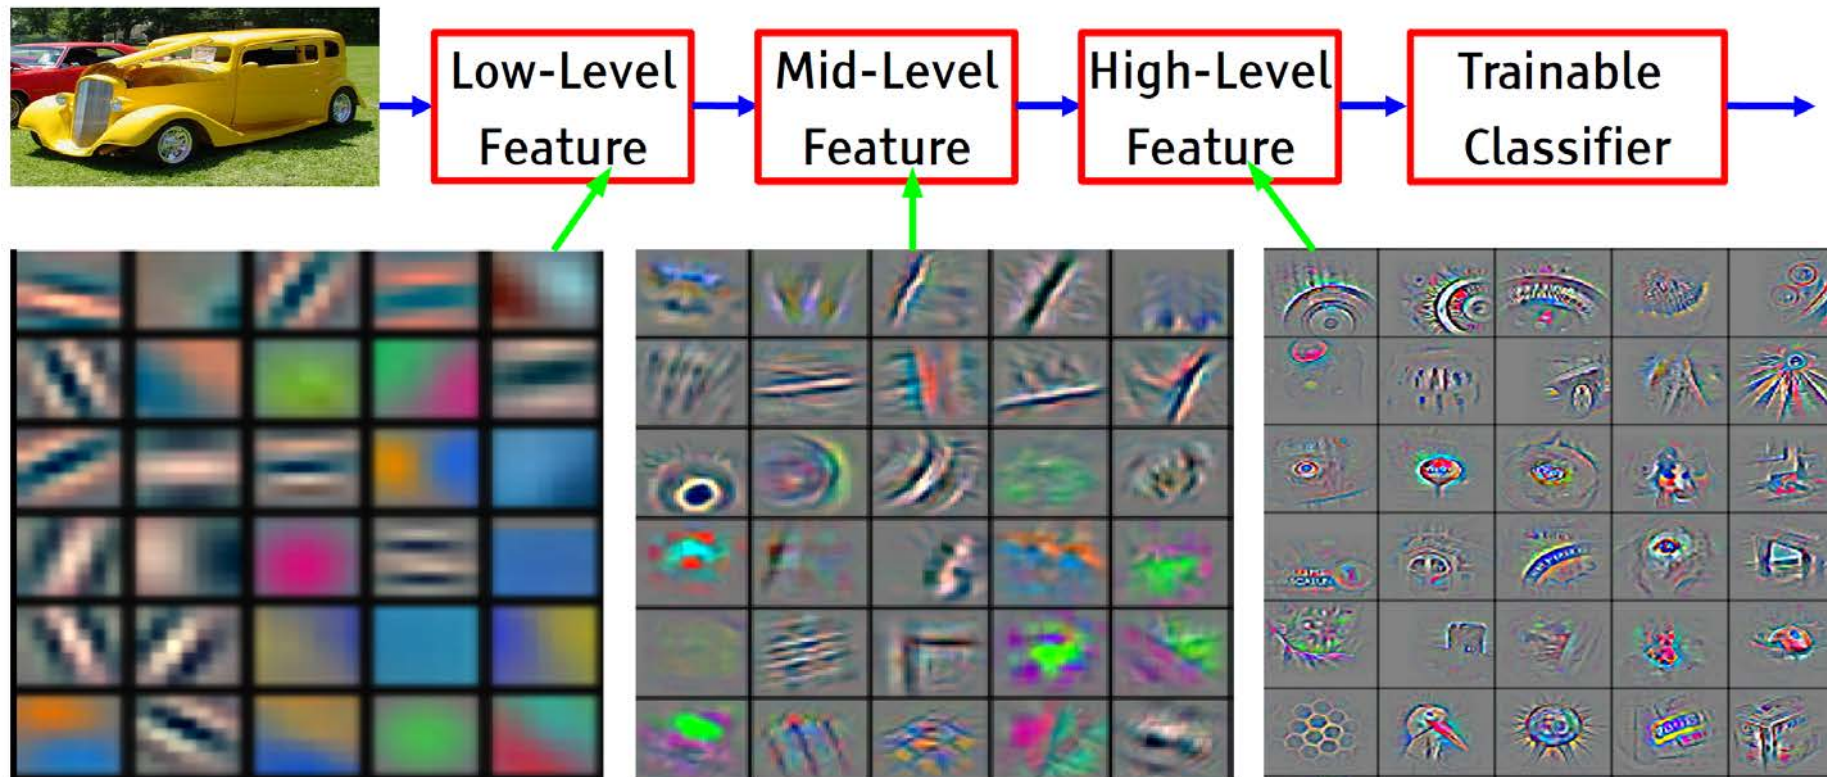 Low-Level
Feature
Mid-Level
Feature
High-Level
Feature
Trainable
Classifier